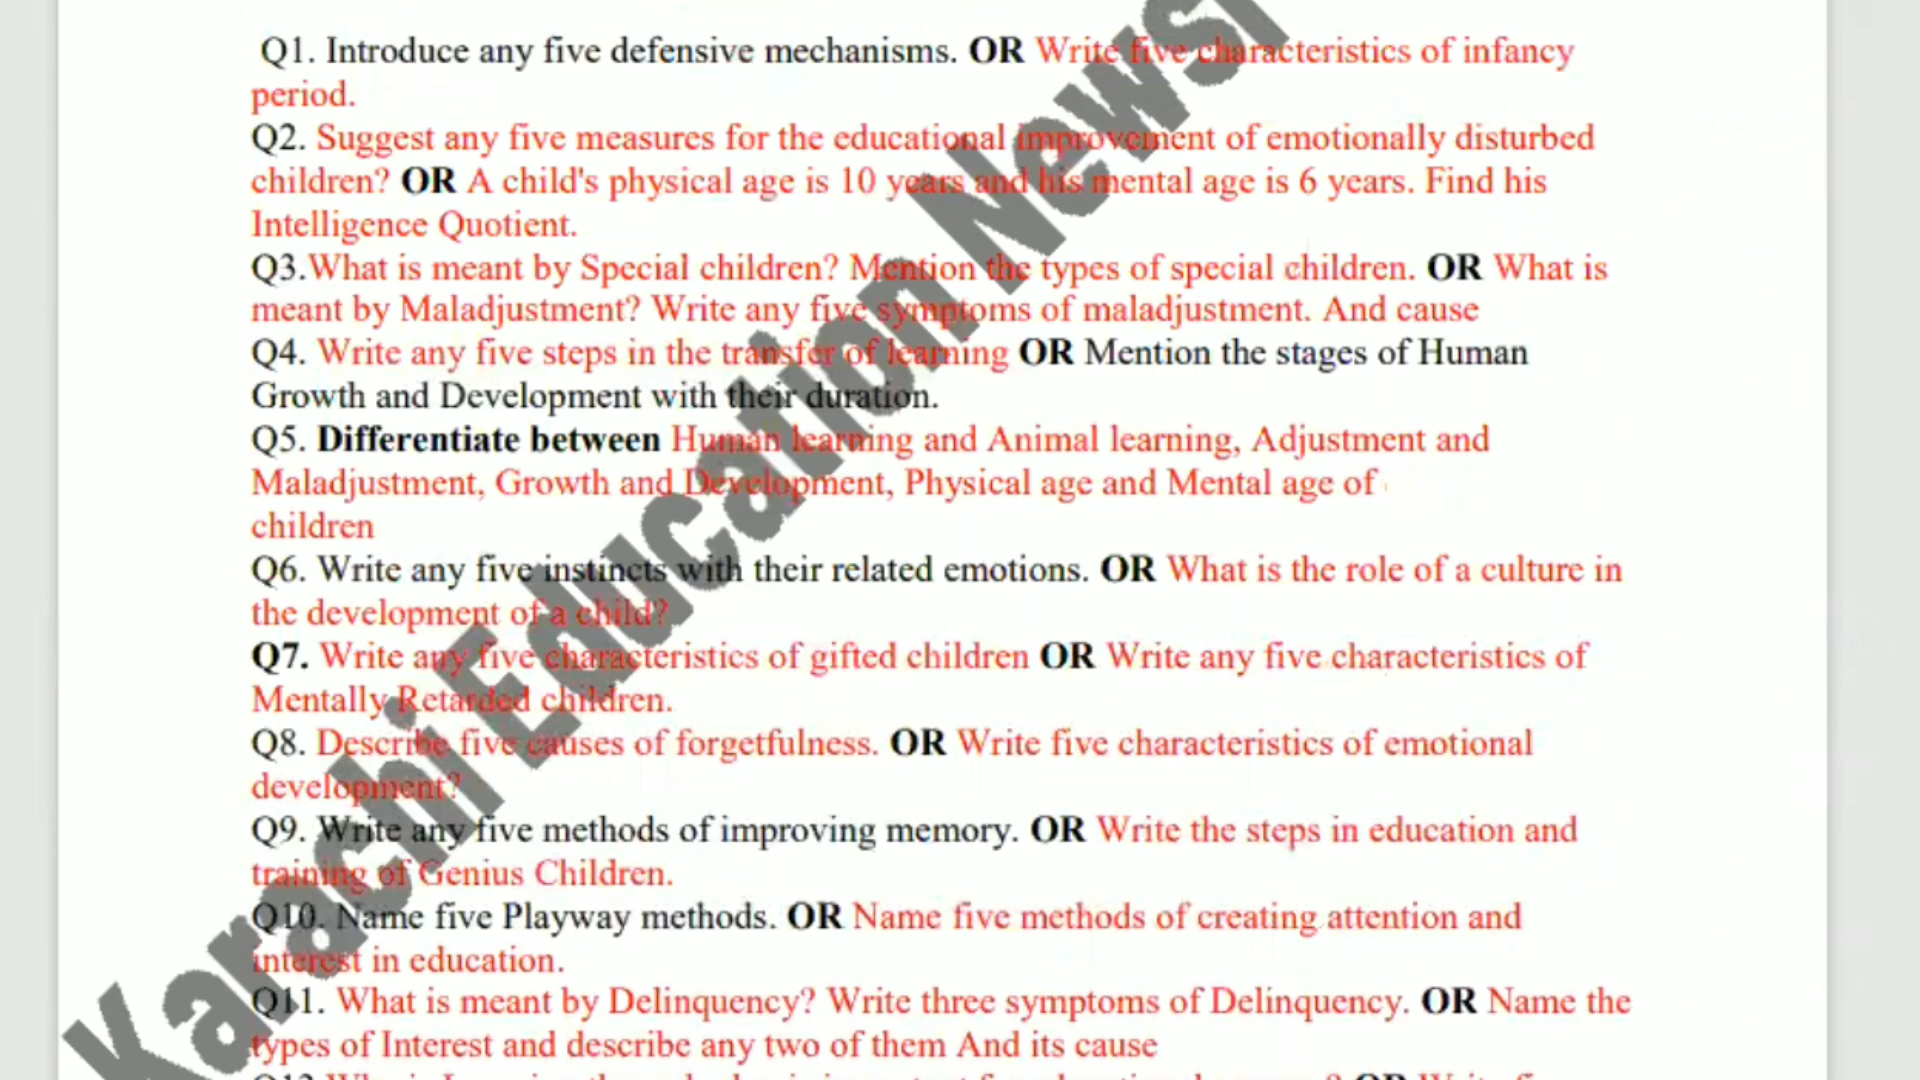 Q1. Introduce any five defensive mechanisms. OR Write five characteristics of infancy
period.
Q2. Suggest any five measures for the educational improvement of emotionally disturbed
children? OR A child's physical age is 10 years and his mental age is 6 years. Find his
Intelligence Quotient.
Q3.What is meant by Special children? Mention the types of special children. OR What is
meant by Maladjustment? Write any five symptoms of maladjustment. And cause
Q4. Write any five steps in the transfer of learning OR Mention the stages of Human
Growth and Development with their duration.
Q5. Differentiate between Human learning and Animal learning, Adjustment and
Maladjustment, Growth and Development, Physical age and Mental age of
children
Q6. Write any five instincts with their related emotions. OR What is the role of a culture in
the development of a child?
Q7. Write any five characteristics of gifted children OR Write any five characteristics of
Mentally Retarded children.
Q8. Describe five causes of forgetfulness. OR Write five characteristics of emotional
development?
Q9. Write any five methods of improving memory. OR Write the steps in education and
training of Genius Children.
Q10. Name five Playway methods. OR Name five methods of creating attention and
interest in education.
Q11. What is meant by Delinquency? Write three symptoms of Delinquency. OR Name the
types of Interest and describe any two of them And its cause
Karachi Education News